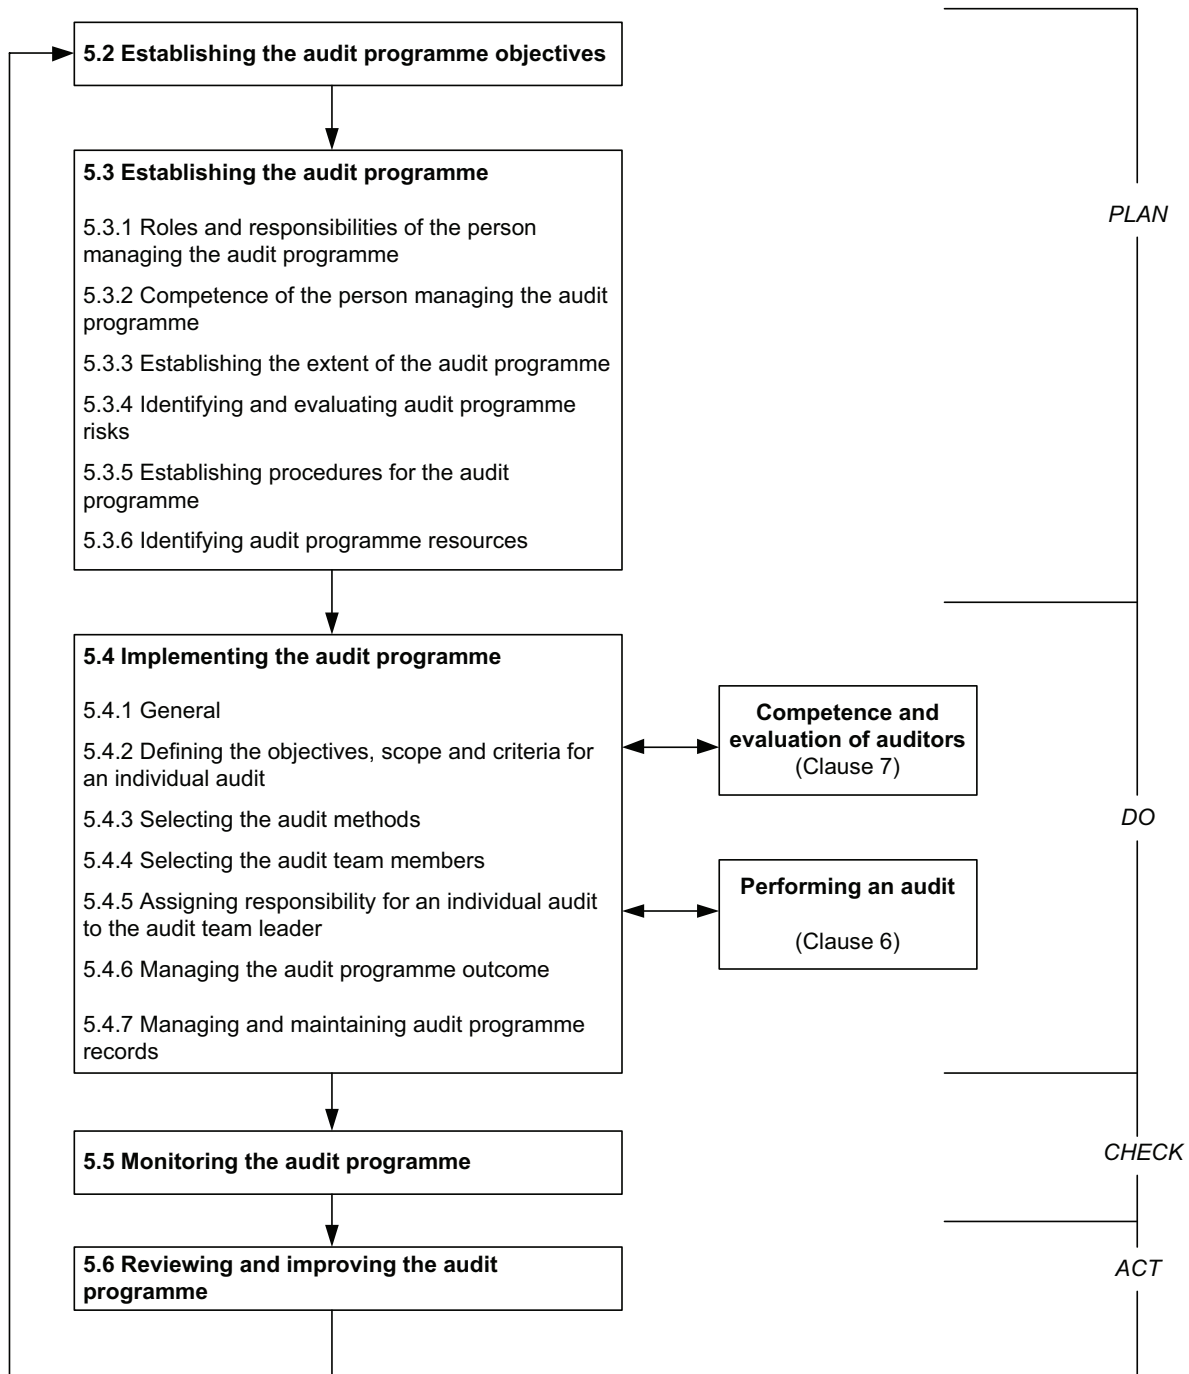 5.2 Establishing the audit programme objectives
5.3 Establishing the audit programme
5.3.1 Roles and responsibilities of the person
managing the audit programme
5.3.2 Competence of the person managing the audit
programme
5.3.3 Establishing the extent of the audit programme
5.3.4 Identifying and evaluating audit programme
risks
5.3.5 Establishing procedures for the audit
programme
5.3.6 Identifying audit programme resources
PLAN
5.4 Implementing the audit programme
5.4.1 General
5.4.2 Defining the objectives, scope and criteria for
an individual audit
5.4.3 Selecting the audit methods
5.4.4 Selecting the audit team members
5.4.5 Assigning responsibility for an individual audit
to the audit team leader
5.4.6 Managing the audit programme outcome
5.4.7 Managing and maintaining audit programme
records
Competence and
evaluation of auditors
(Clause 7)
Performing an audit
(Clause 6)
DO
5.5 Monitoring the audit programme
CHECK
5.6 Reviewing and improving the audit
programme
ACT